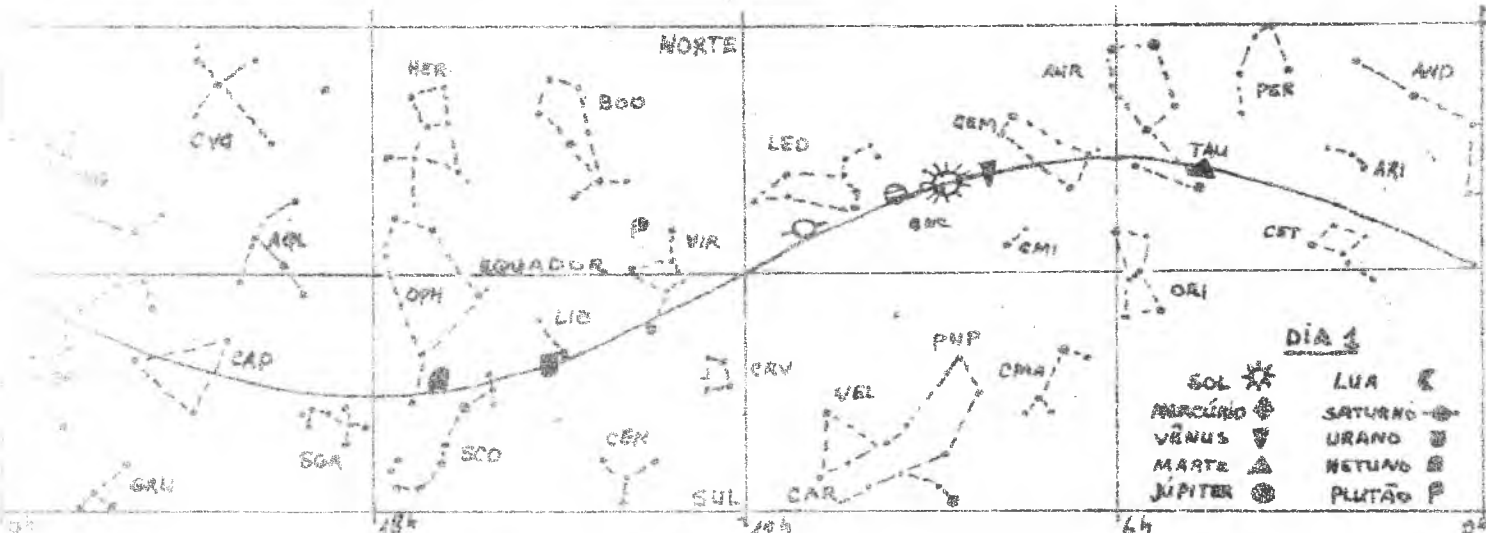 NORTE
HER
BOO
AUR
PER
AND
CYG
LEO
GEM
TAU
ARI
AQL
VIR
CMI
CET
EQUADOR
OPH
ORI
LIB
CAP
CRV
PUP
CMA
VEL
SGR
SCO
CEN
GRU
SUL
CAR
DIA 1
SOL LUA
MERCÚRIO SATURNO
VÊNUS URANO
MARTE NETUNO
JÚPITER PLUTÃO
18h
6h